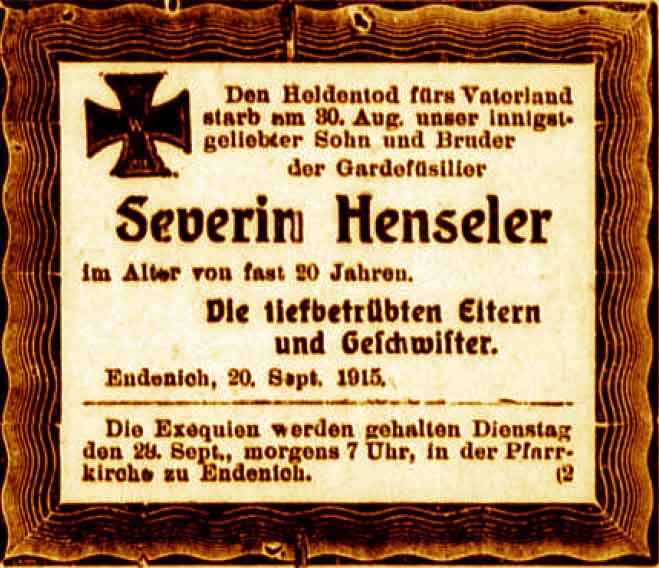 Den Heldentod fürs Vaterland
starb am 30. Aug. unser innigst-
geliebter Sohn und Bruder
der Gardefüsilier
Severin Henseler
im Alter von fast 20 Jahren.
Die tiefbetrübten Eltern
und Geschwister.
Endenich, 20. Sept. 1915.
Die Exequien werden gehalten Dienstag
den 28. Sept., morgens 7 Uhr, in der Pfarr-
kirche zu Endenich. (2